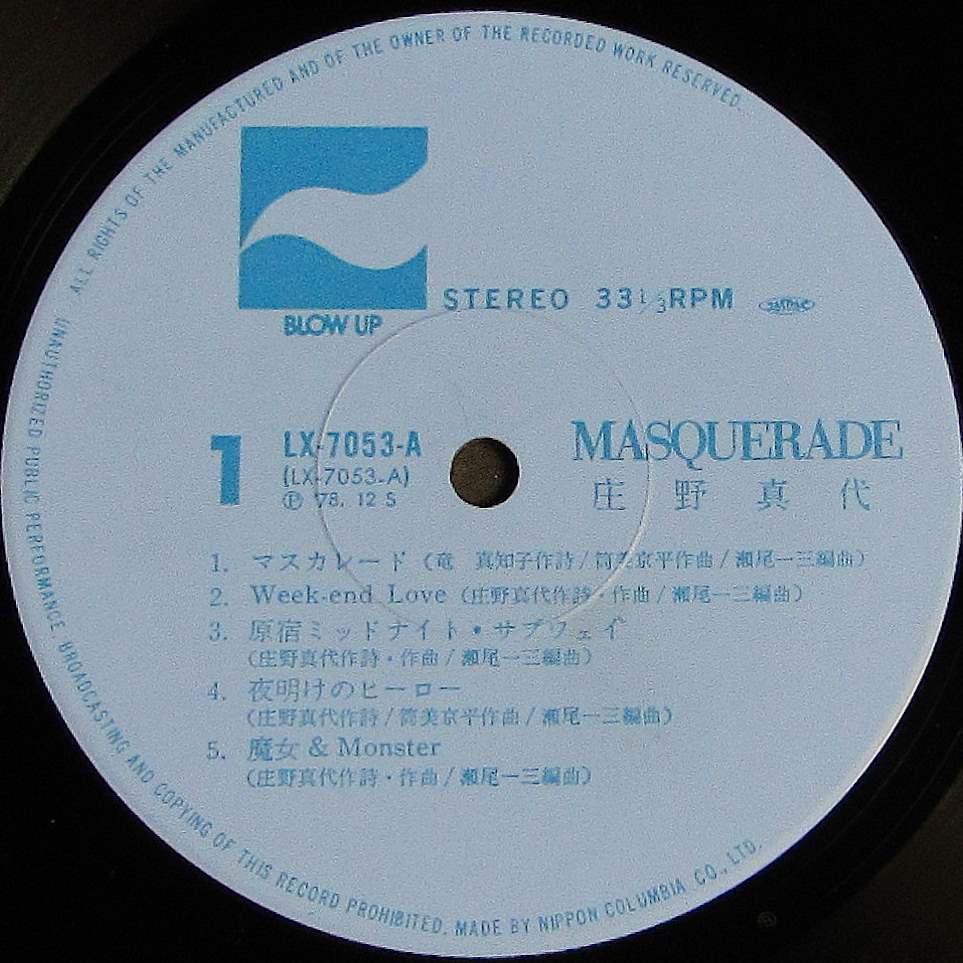 ALL RIGHTS OF THE MANUFACTURED AND OF THE OWNER OF THE RECORDED WORK RESERVED.
BLOW UP
STEREO 33 1/3 RPM
1
LX-7053-A
(LX-7053-A)
Ⓟ '78. 12 S
MASQUERADE
庄野真代
1. マスカレード (竜 真知子作詩/筒美京平作曲/瀬尾一三編曲)
2. Week-end Love (庄野真代作詩・作曲/瀬尾一三編曲)
3. 原宿ミッドナイト・サブウェイ
(庄野真代作詩・作曲/瀬尾一三編曲)
4. 夜明けのヒーロー
(庄野真代作詩/筒美京平作曲/瀬尾一三編曲)
5. 魔女 & Monster
(庄野真代作詩・作曲/瀬尾一三編曲)
UNAUTHORIZED PUBLIC PERFORMANCE BROADCASTING AND COPYING OF THIS RECORD PROHIBITED. MADE BY NIPPON COLUMBIA CO., LTD.